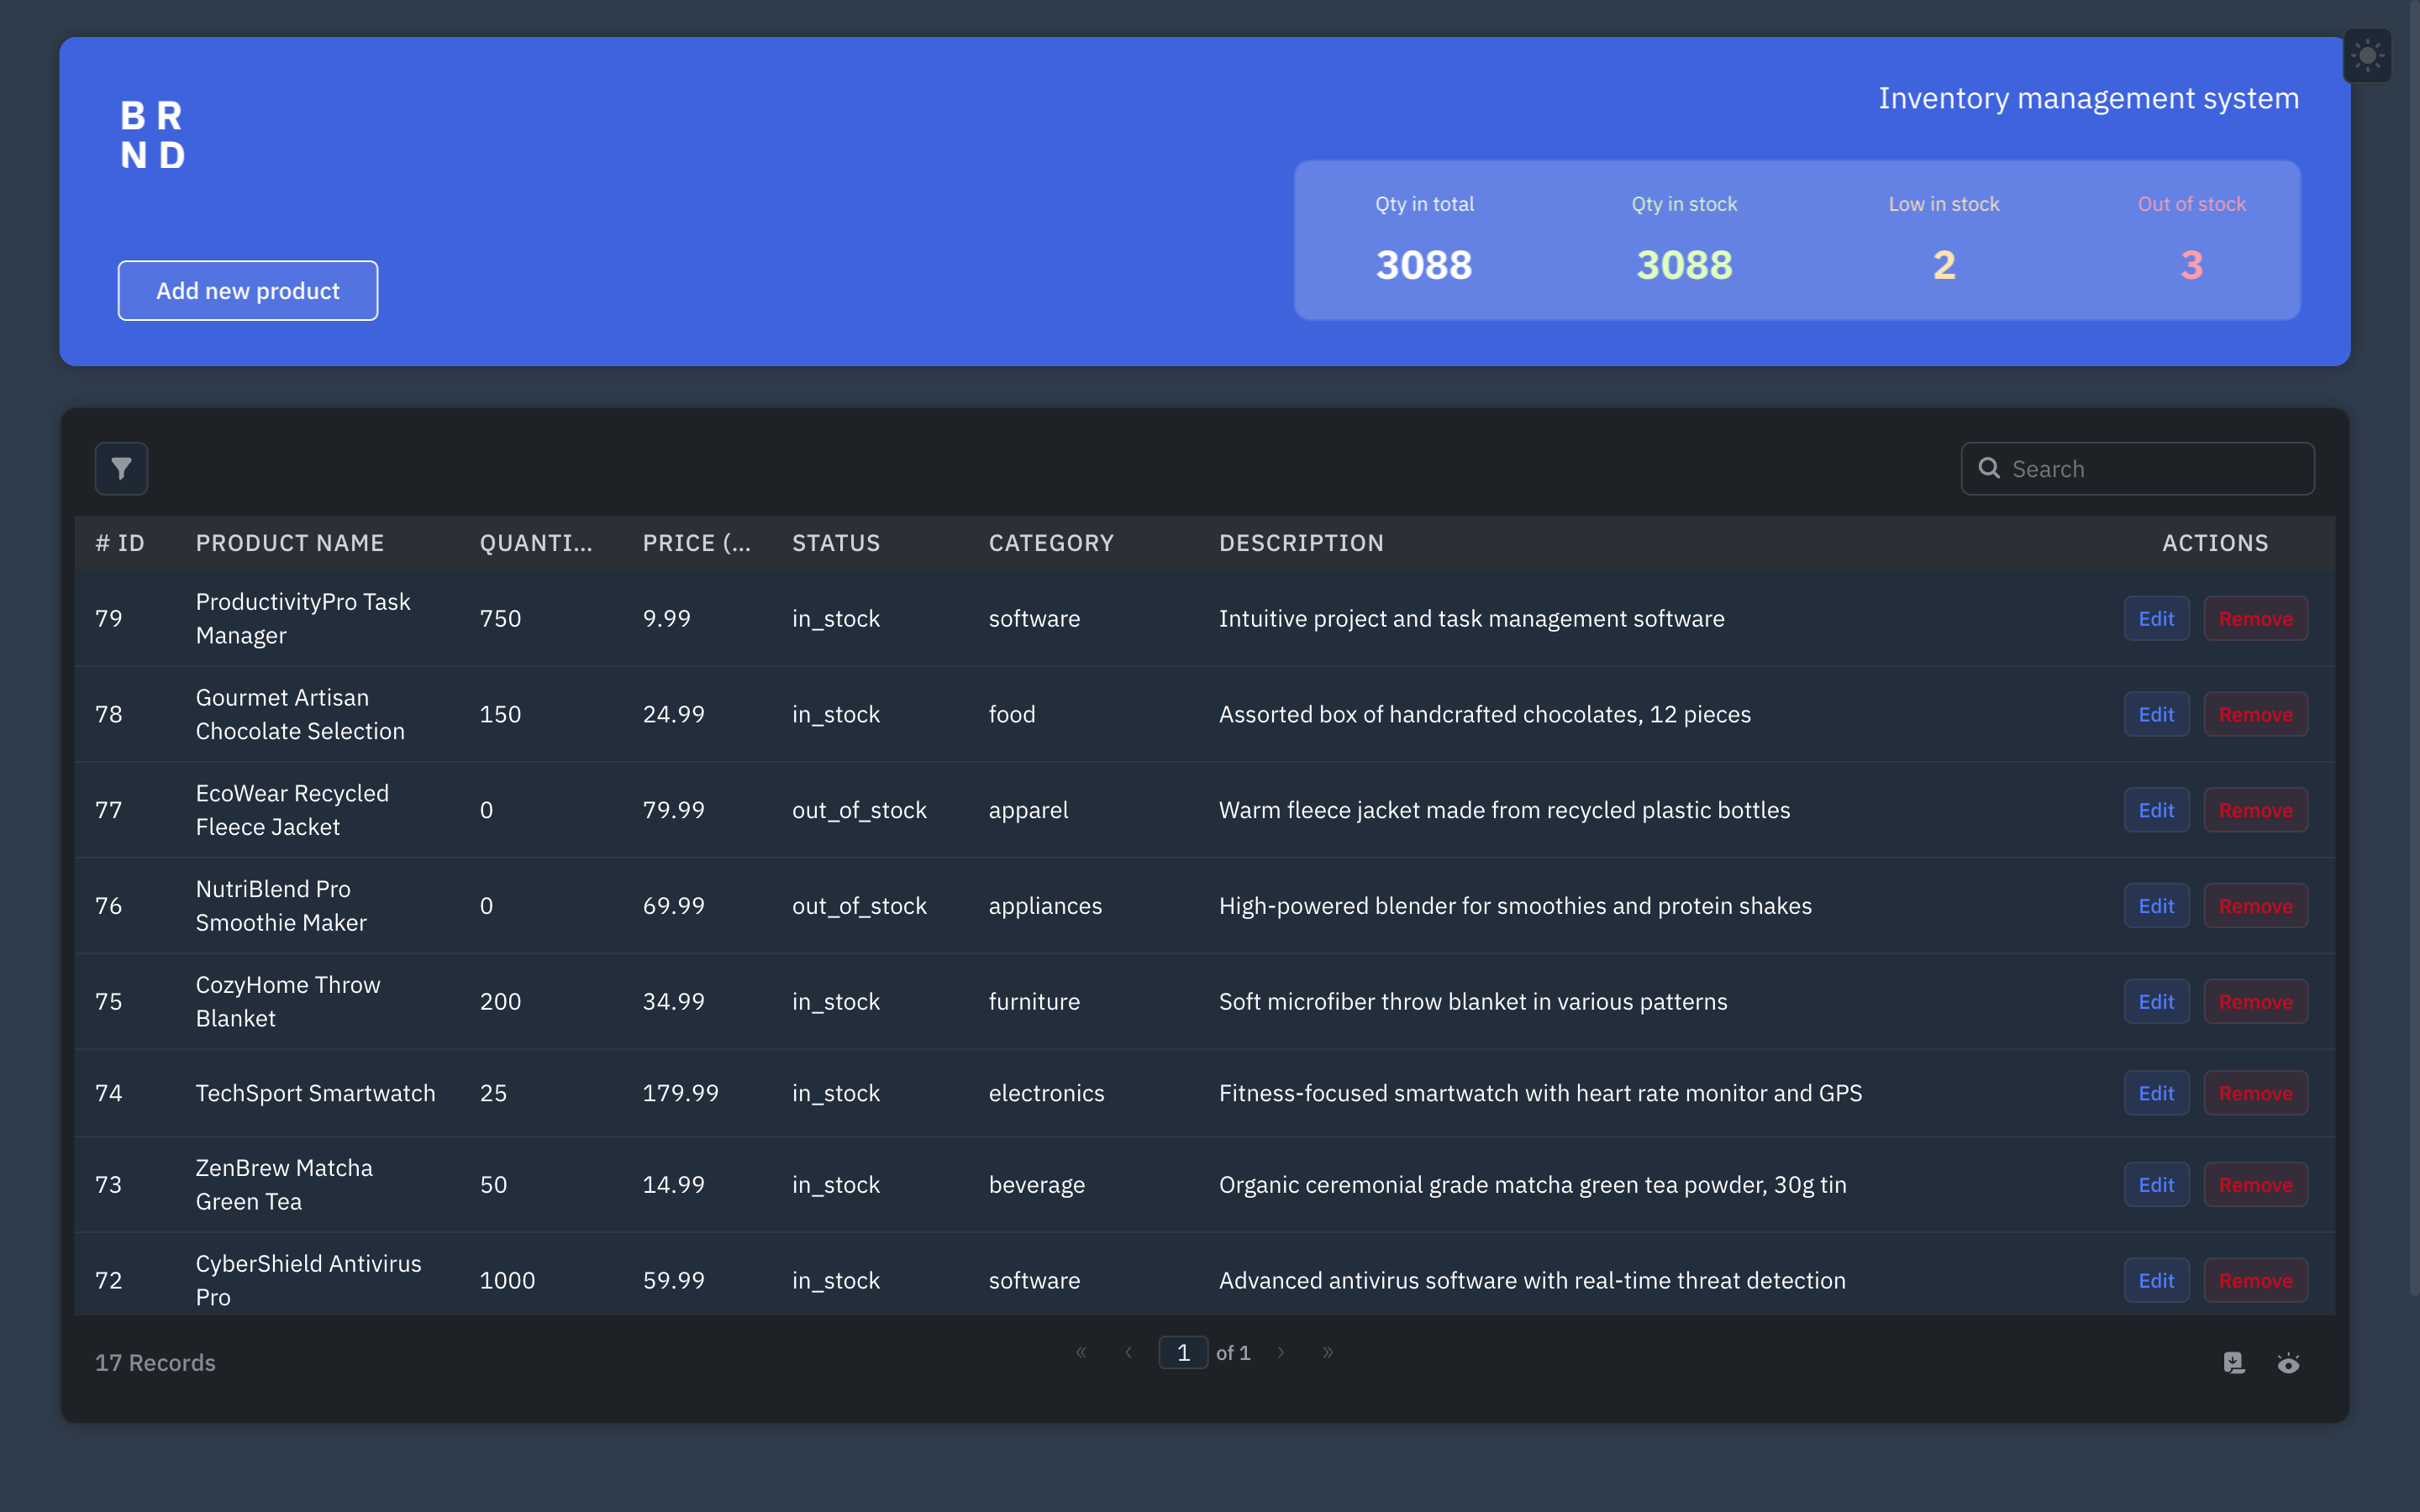 B R
N D
Inventory management system
Qty in total Qty in stock Low in stock Out of stock
3088 3088 2 3
Add new product
Search
# ID PRODUCT NAME QUANTI... PRICE (... STATUS CATEGORY DESCRIPTION ACTIONS
79 ProductivityPro Task Manager 750 9.99 in_stock software Intuitive project and task management software Edit Remove
78 Gourmet Artisan Chocolate Selection 150 24.99 in_stock food Assorted box of handcrafted chocolates, 12 pieces Edit Remove
77 EcoWear Recycled Fleece Jacket 0 79.99 out_of_stock apparel Warm fleece jacket made from recycled plastic bottles Edit Remove
76 NutriBlend Pro Smoothie Maker 0 69.99 out_of_stock appliances High-powered blender for smoothies and protein shakes Edit Remove
75 CozyHome Throw Blanket 200 34.99 in_stock furniture Soft microfiber throw blanket in various patterns Edit Remove
74 TechSport Smartwatch 25 179.99 in_stock electronics Fitness-focused smartwatch with heart rate monitor and GPS Edit Remove
73 ZenBrew Matcha Green Tea 50 14.99 in_stock beverage Organic ceremonial grade matcha green tea powder, 30g tin Edit Remove
72 CyberShield Antivirus Pro 1000 59.99 in_stock software Advanced antivirus software with real-time threat detection Edit Remove
17 Records « ‹ 1 of 1 › »